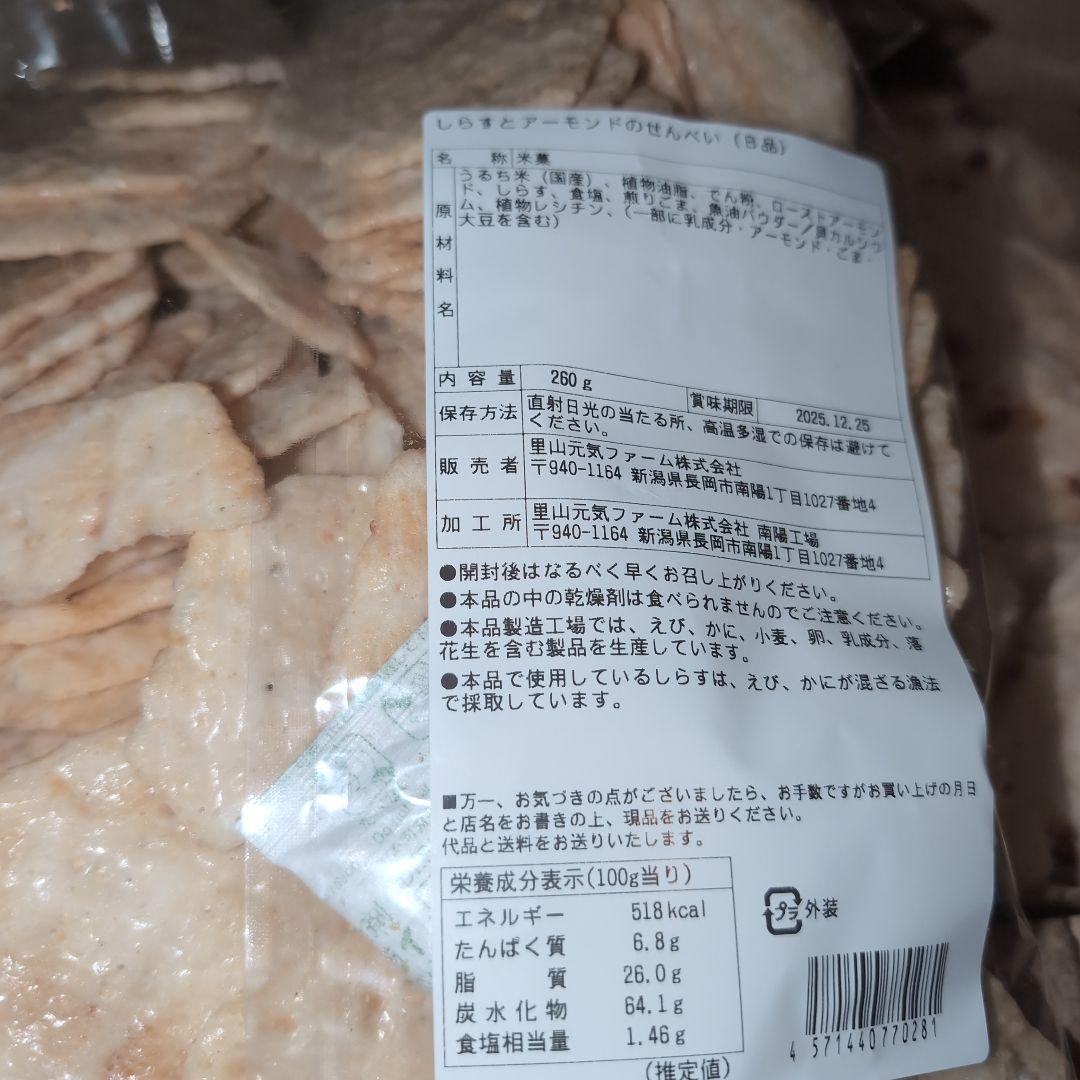 しらすとアーモンドのせんべい（B品）
名称 米菓
原材料名 うるち米（国産）、植物油脂、でん粉、ローストアーモン
ド、しらす、食塩、煎りごま、魚油パウダー／貝カルシウ
ム、植物レシチン、（一部に乳成分・アーモンド・ごま・
大豆を含む）
内容量 260g 賞味期限 2025.12.25
保存方法 直射日光の当たる所、高温多湿での保存は避けて
ください。
販売者 里山元気ファーム株式会社
〒940-1164 新潟県長岡市南陽1丁目1027番地4
加工所 里山元気ファーム株式会社 南陽工場
〒940-1164 新潟県長岡市南陽1丁目1027番地4
●開封後はなるべく早くお召し上がりください。
●本品の中の乾燥剤は食べられませんのでご注意ください。
●本品製造工場では、えび、かに、小麦、卵、乳成分、落
花生を含む製品を生産しています。
●本品で使用しているしらすは、えび、かにが混ざる漁法
で採取しています。
■万一、お気づきの点がございましたら、お手数ですがお買い上げの月日
と店名をお書きの上、現品をお送りください。
代品と送料をお送りいたします。
栄養成分表示(100g当り)
エネルギー 518kcal
たんぱく質 6.8g
脂質 26.0g
炭水化物 64.1g
食塩相当量 1.46g
(推定値)
プラ 外装
4 571440770281